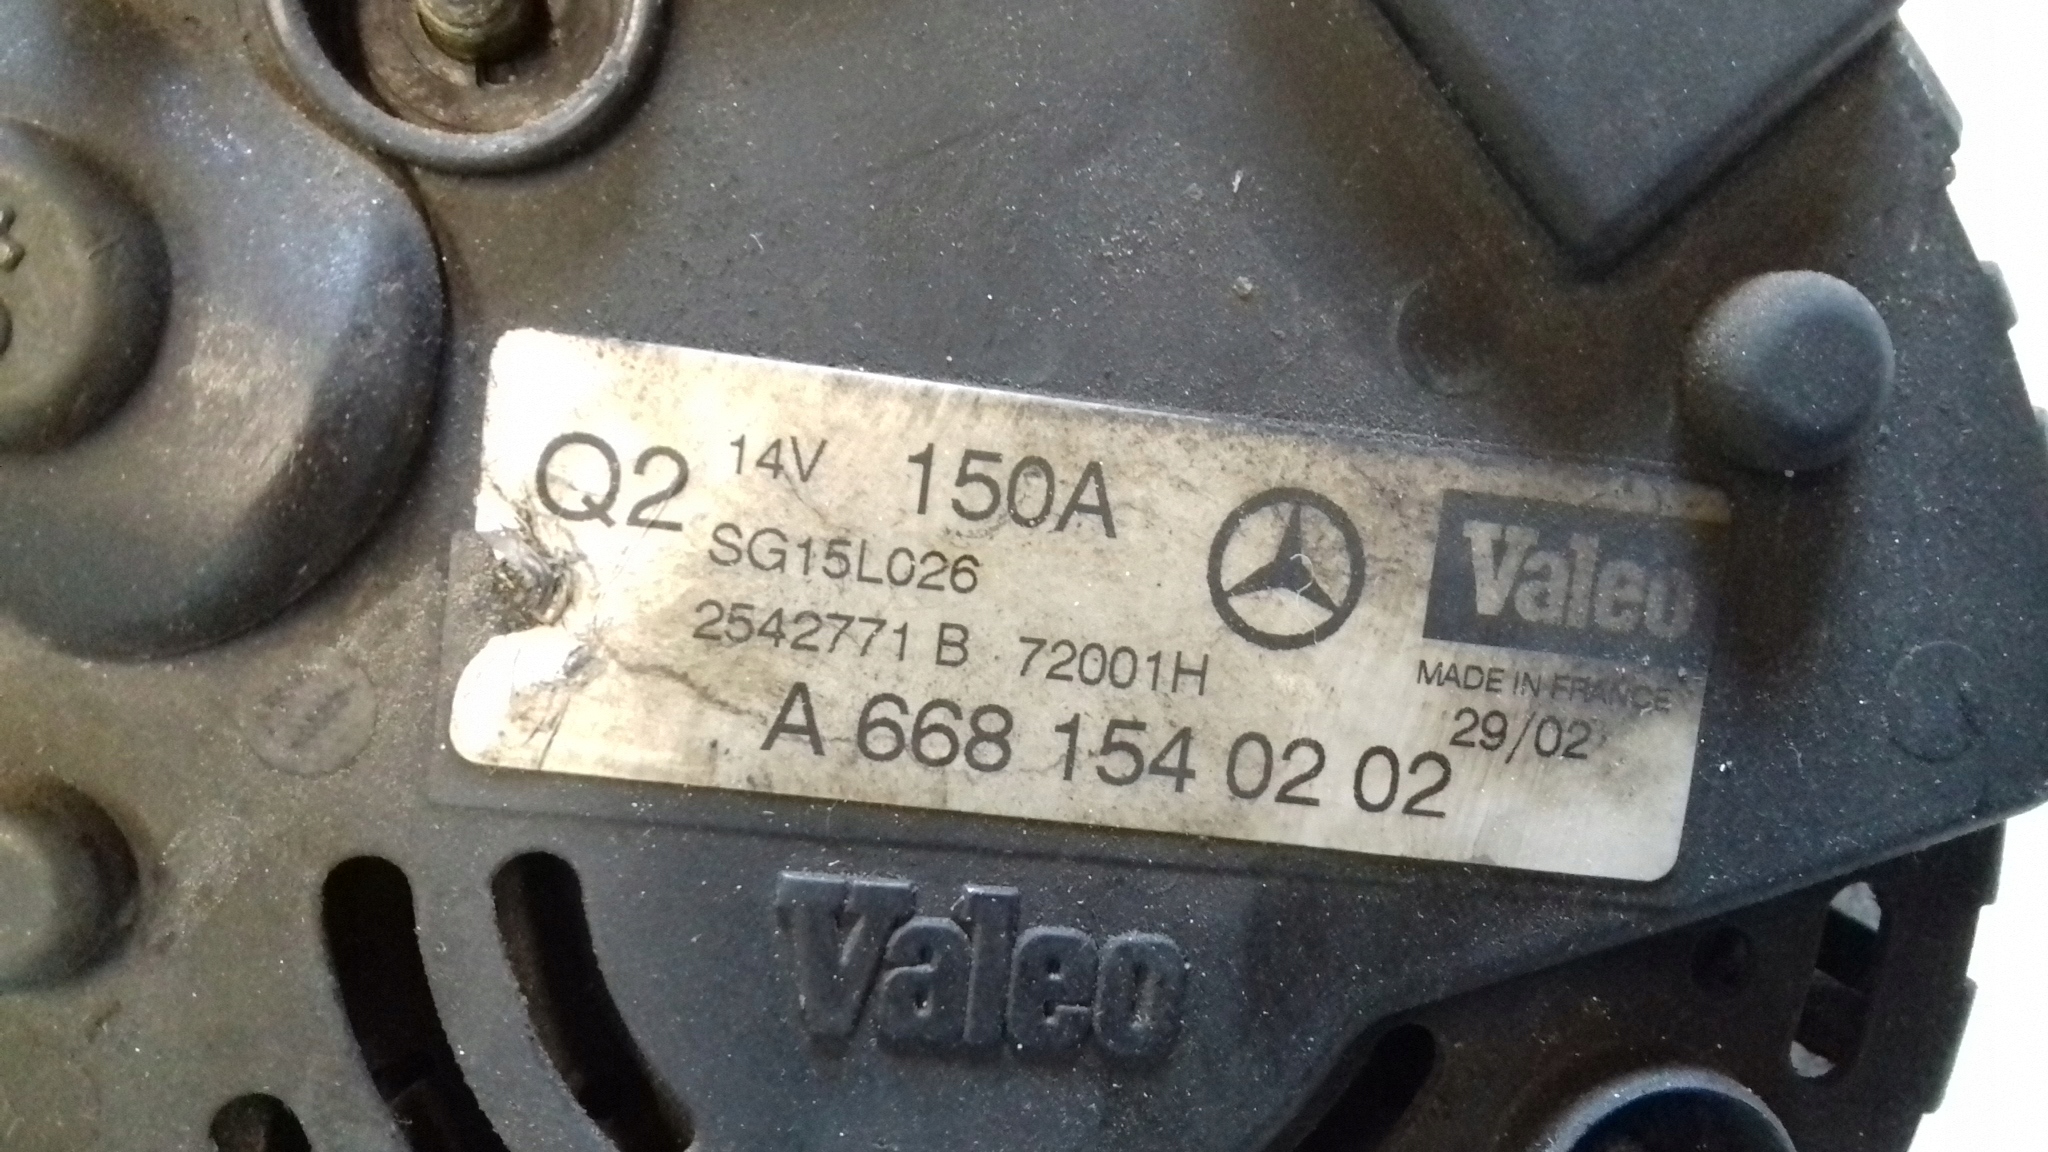 Q2 14V 150A
SG15L026
2542771 B 72001H
A 668 154 02 02
Valeo
MADE IN FRANCE
29/02
Valeo